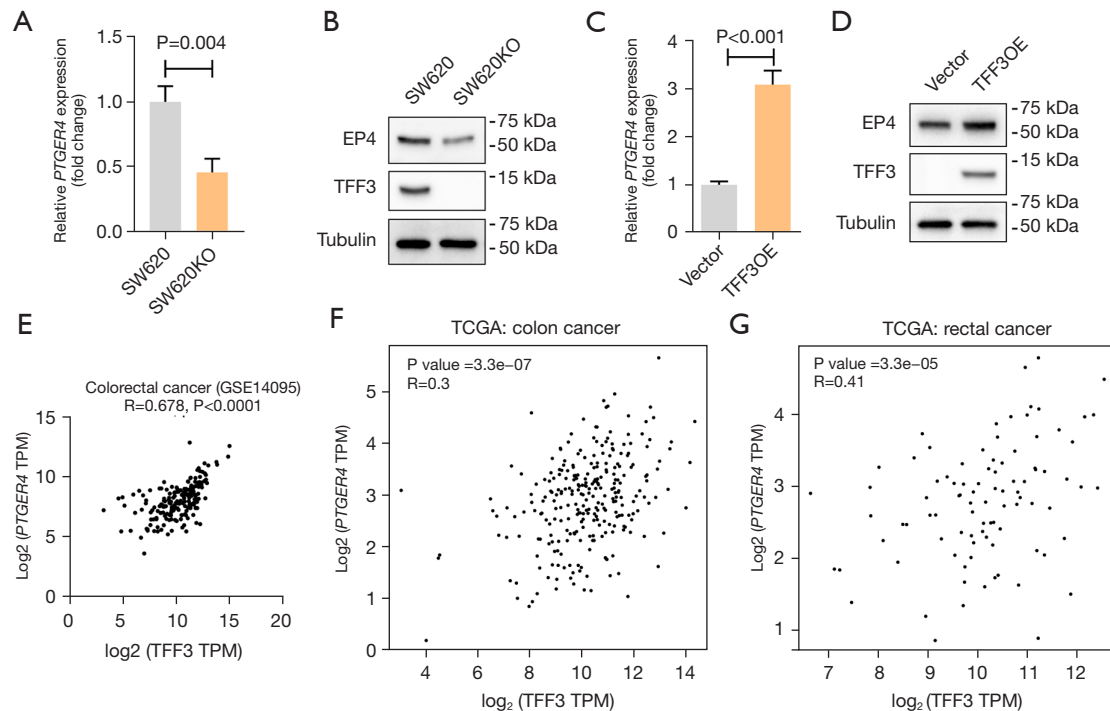 A
Relative PTGER4 expression
(fold change)
1.5
1.0
0.5
0.0
P=0.004
SW620
SW620KO
B
SW620
SW620KO
EP4
-75 kDa
-50 kDa
TFF3
-15 kDa
Tubulin
-75 kDa
-50 kDa
C
Relative PTGER4 expression
(fold change)
4
3
2
1
0
P<0.001
Vector
TFF3OE
D
Vector
TFF3OE
EP4
-75 kDa
-50 kDa
TFF3
-15 kDa
Tubulin
-75 kDa
-50 kDa
E
Colorectal cancer (GSE14095)
R=0.678, P<0.0001
Log2 (PTGER4 TPM)
15
10
5
0
0 5 10 15 20
log2 (TFF3 TPM)
F
TCGA: colon cancer
P value =3.3e−07
R=0.3
Log2 (PTGER4 TPM)
5
4
3
2
1
0
4 6 8 10 12 14
log₂ (TFF3 TPM)
G
TCGA: rectal cancer
P value =3.3e−05
R=0.41
Log2 (PTGER4 TPM)
4
3
2
1
7 8 9 10 11 12
log₂ (TFF3 TPM)